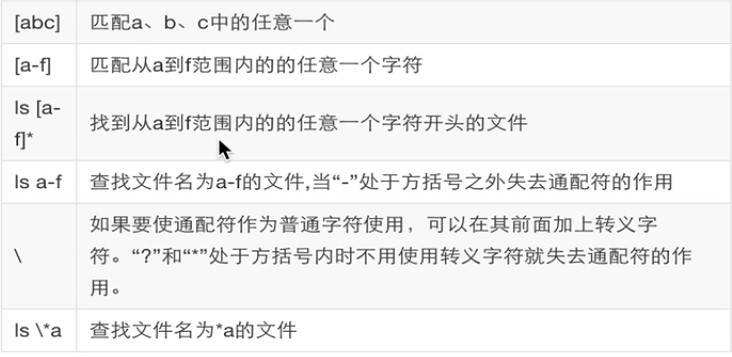 [abc] 匹配a、b、c中的任意一个
[a-f] 匹配从a到f范围内的的任意一个字符
ls [a-
f]*
找到从a到f范围内的的任意一个字符开头的文件
ls a-f 查找文件名为a-f的文件,当“-”处于方括号之外失去通配符的作用
\
如果要使通配符作为普通字符使用，可以在其前面加上转义字
符。“?”和“*”处于方括号内时不用使用转义字符就失去通配符的作
用。
ls \*a 查找文件名为*a的文件